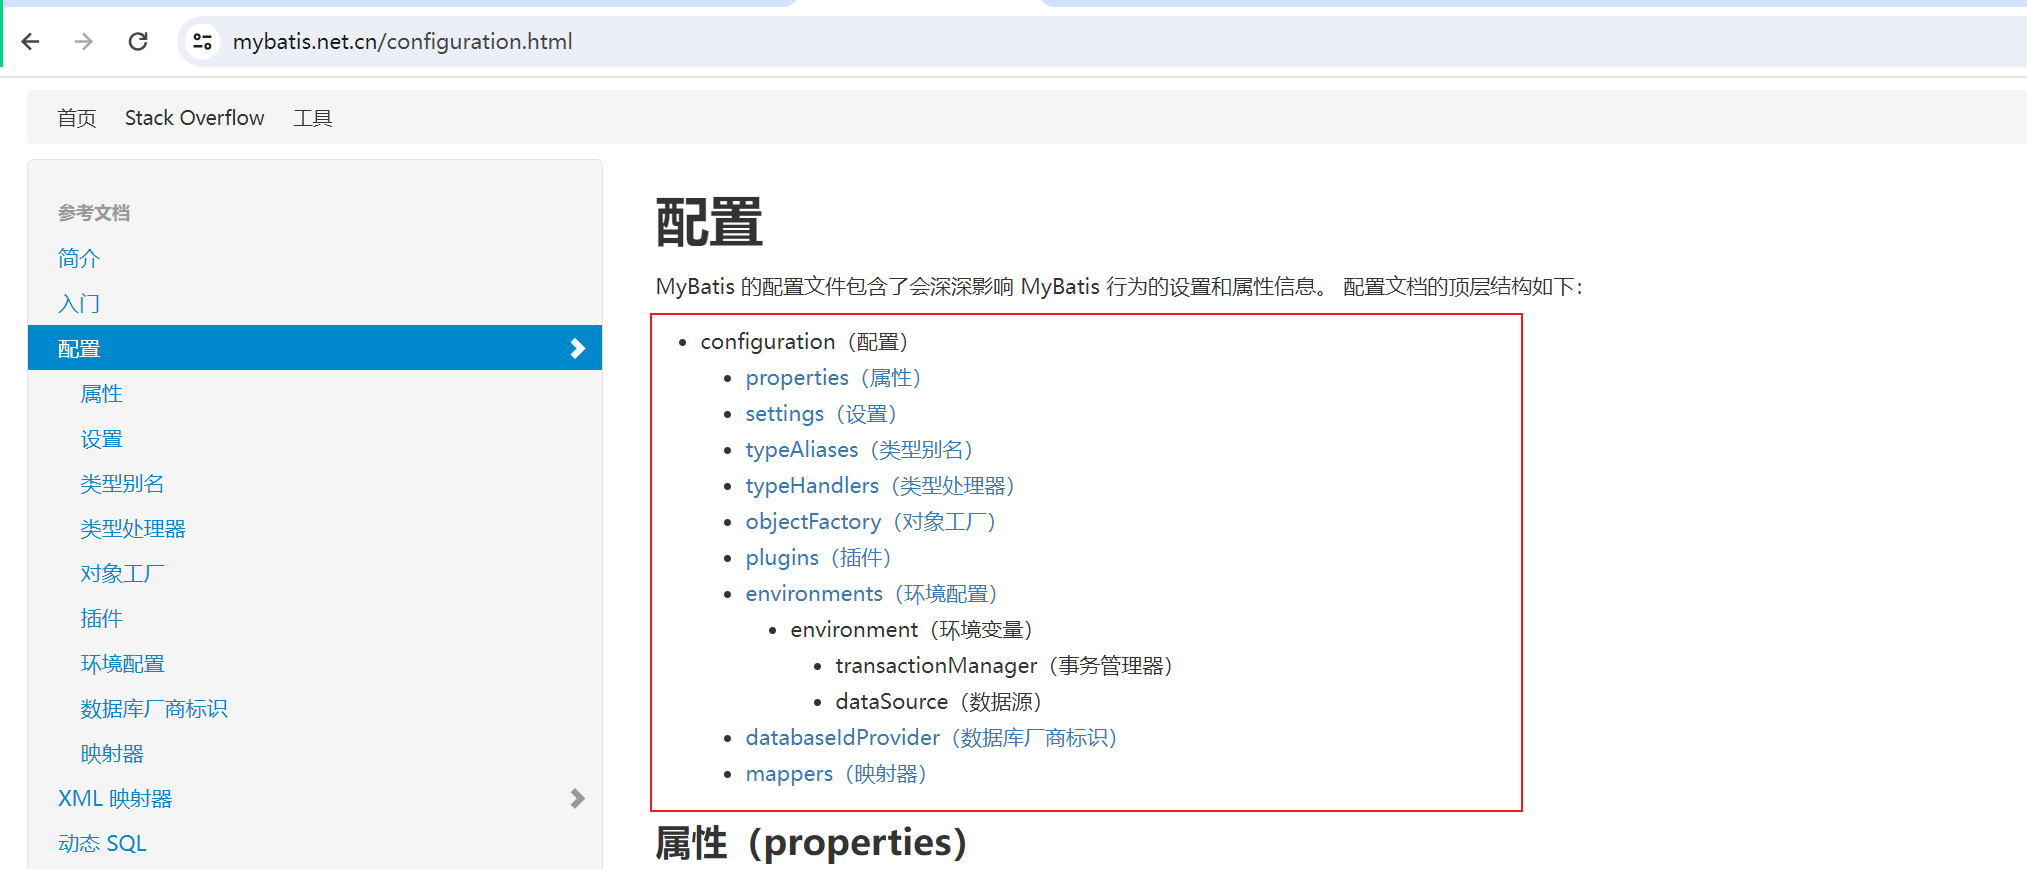 mybatis.net.cn/configuration.html
首页 Stack Overflow 工具
参考文档
简介
入门
配置
属性
设置
类型别名
类型处理器
对象工厂
插件
环境配置
数据库厂商标识
映射器
XML 映射器
动态 SQL
配置
MyBatis 的配置文件包含了会深深影响 MyBatis 行为的设置和属性信息。 配置文档的顶层结构如下：
configuration（配置）
properties（属性）
settings（设置）
typeAliases（类型别名）
typeHandlers（类型处理器）
objectFactory（对象工厂）
plugins（插件）
environments（环境配置）
environment（环境变量）
transactionManager（事务管理器）
dataSource（数据源）
databaseIdProvider（数据库厂商标识）
mappers（映射器）
属性（properties）